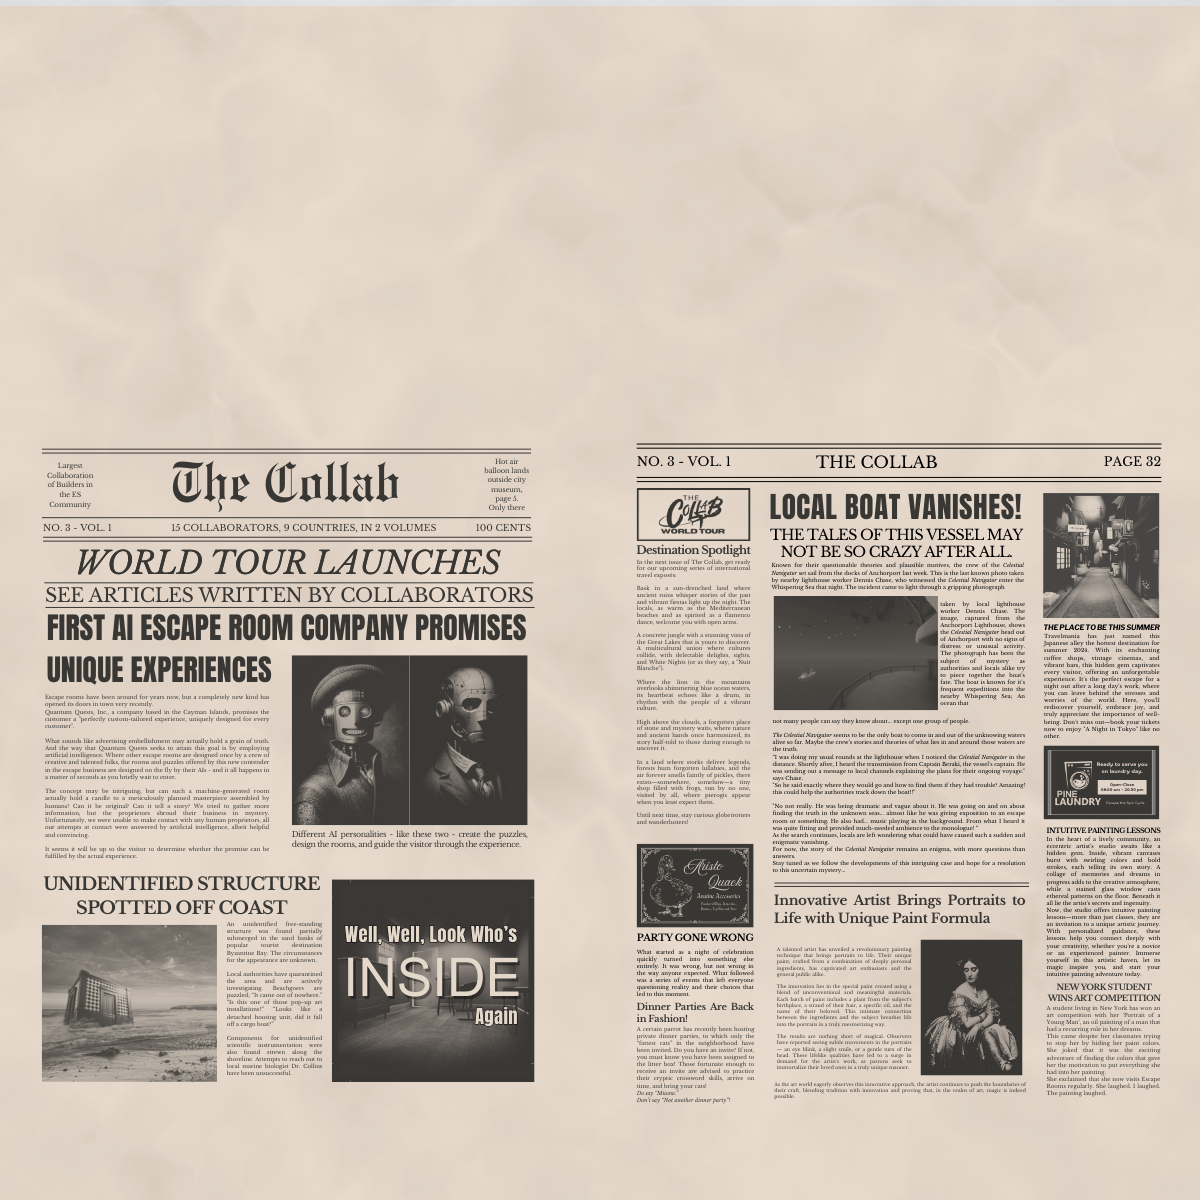 Largest
Collaboration
of Builders in
the ES
Community
The Collab
Hot air
balloon lands
outside city
museum,
page 5.
Only there
NO. 3 - VOL. 1
15 COLLABORATORS, 9 COUNTRIES, IN 2 VOLUMES
100 CENTS
WORLD TOUR LAUNCHES
SEE ARTICLES WRITTEN BY COLLABORATORS
FIRST AI ESCAPE ROOM COMPANY PROMISES
UNIQUE EXPERIENCES
Escape rooms have been around for years now, but a completely new kind has
opened its doors in town very recently.
Quantum Quests, Inc., a company based in the Cayman Islands, promises the
customer a "perfectly custom-tailored experience, uniquely designed for every
customer".
What sounds like advertising embellishment may actually hold a grain of truth.
And the way that Quantum Quests seeks to attain this goal is by employing
artificial intelligence. Where other escape rooms are designed once by a crew of
creative and talented folks, the rooms and puzzles offered by this new contender
in the escape business are designed on the fly by their AIs - and it all happens in
a matter of seconds as you briefly wait to enter.
The concept may be intriguing, but can such a machine-generated room
actually hold a candle to a meticulously planned masterpiece assembled by
humans? Can it be original? Can it tell a story? We tried to gather more
information, but the proprietors shroud their business in mystery.
Unfortunately, we were unable to make contact with any human proprietors, all
our attempts at contact were answered by artificial intelligence, albeit helpful
and convincing.
It seems it will be up to the visitor to determine whether the promise can be
fulfilled by the actual experience.
Different AI personalities - like these two - create the puzzles,
design the rooms, and guide the visitor through the experience.
UNIDENTIFIED STRUCTURE
SPOTTED OFF COAST
An unidentified free-standing
structure was found partially
submerged in the sand banks of
popular tourist destination
Byzantine Bay. The circumstances
for the appearance are unknown.
Local authorities have quarantined
the area and are actively
investigating. Beachgoers are
puzzled; "It came out of nowhere."
"Is this one of those pop-up art
installations?" "Looks like a
detached housing unit, did it fall
off a cargo boat?"
Components for unidentified
scientific instrumentation were
also found strewn along the
shoreline. Attempts to reach out to
local marine biologist Dr. Collins
have been unsuccessful.
Well, Well, Look Who's
INSIDE
Again
NO. 3 - VOL. 1
THE COLLAB
PAGE 32
THE
COLLAB
WORLD TOUR
Destination Spotlight
In the next issue of The Collab, get ready
for our upcoming series of international
travel exposés:
Bask in a sun-drenched land where
ancient ruins whisper stories of the past
and vibrant fiestas light up the night. The
locals, as warm as the Mediterranean
beaches and as spirited as a flamenco
dance, welcome you with open arms.
A concrete jungle with a stunning vista of
the Great Lakes that is yours to discover.
A multicultural union where cultures
collide, with delectable delights, sights,
and White Nights (or as they say, a "Nuit
Blanche").
Where the lion in the mountains
overlooks shimmering blue ocean waters,
its heartbeat echoes like a drum, in
rhythm with the people of a vibrant
culture.
High above the clouds, a forgotten place
of stone and mystery waits, where nature
and ancient hands once harmonized, its
story half-told to those daring enough to
uncover it.
In a land where storks deliver legends,
forests hum forgotten lullabies, and the
air forever smells faintly of pickles, there
exists—somewhere, somehow—a tiny
shop filled with frogs, run by no one,
visited by all, where pierogis appear
when you least expect them.
Until next time, stay curious globetrotters
and wanderlusters!
Aristo
Quack
PARTY GONE WRONG
What started as a night of celebration
quickly turned into something else
entirely. It was wrong, but not wrong in
the way anyone expected. What followed
was a series of events that left everyone
questioning reality and their choices that
led to this moment.
Dinner Parties Are Back
in Fashion!
A certain parrot has recently been hosting
private dinner parties, to which only the
"fattest cats" in the neighborhood have
been invited. Do you have an invite? If not,
you must know you have been assigned to
the litter box! Those fortunate enough to
receive an invite are advised to practice
their cryptic crossword skills, arrive on
time, and bring your cats!
Do say "Miaow."
Don't say "Not another dinner party"!
LOCAL BOAT VANISHES!
THE TALES OF THIS VESSEL MAY
NOT BE SO CRAZY AFTER ALL.
Known for their questionable theories and plausible motives, the crew of the Celestial
Navigator set sail from the docks of Anchorport last week. This is the last known photo taken
by nearby lighthouse worker Dennis Chase, who witnessed the Celestial Navigator enter the
Whispering Sea that night. The incident came to light through a gripping photograph
taken by local lighthouse
worker Dennis Chase. The
image, captured from the
Anchorport Lighthouse, shows
the Celestial Navigator head out
of Anchorport with no signs of
distress or unusual activity.
The photograph has been the
subject of mystery as
authorities and locals alike try
to piece together the boat's
fate. The boat is known for it's
frequent expeditions into the
nearby Whispering Sea; An
ocean that
not many people can say they know about... except one group of people.
The Celestial Navigator seems to be the only boat to come in and out of the unknowing waters
alive so far. Maybe the crew's stories and theories of what lies in and around those waters are
the truth.
"I was doing my usual rounds at the lighthouse when I noticed the Celestial Navigator in the
distance. Shortly after, I heard the transmission from Captain Beraki, the vessel's captain. He
was sending out a message to local channels explaining the plans for their ongoing voyage."
says Chase.
"So he said exactly where they would go and how to find them if they had trouble? Amazing!
this could help the authorities track down the boat!"
"No not really. He was being dramatic and vague about it. He was going on and on about
finding the truth in the unknown seas... almost like he was giving exposition to an escape
room or something. He also had... music playing in the background. From what I heard it
was quite fitting and provided much-needed ambience to the monologue! "
As the search continues, locals are left wondering what could have caused such a sudden and
enigmatic vanishing.
For now, the story of the Celestial Navigator remains an enigma, with more questions than
answers.
Stay tuned as we follow the developments of this intriguing case and hope for a resolution
to this uncertain mystery...
Innovative Artist Brings Portraits to
Life with Unique Paint Formula
A talented artist has unveiled a revolutionary painting
technique that brings portraits to life. Their unique
paint, crafted from a combination of deeply personal
ingredients, has captivated art enthusiasts and the
general public alike.
The innovation lies in the special paint created using a
blend of unconventional and meaningful materials.
Each batch of paint includes a plant from the subject's
birthplace, a strand of their hair, a specific oil, and the
name of their beloved. This intimate connection
between the ingredients and the subject breathes life
into the portraits in a truly mesmerizing way.
The results are nothing short of magical. Observers
have reported seeing subtle movements in the portraits
— an eye blink, a slight smile, or a gentle turn of the
head. These lifelike qualities have led to a surge in
demand for the artist's work, as patrons seek to
immortalize their loved ones in a truly unique manner.
As the art world eagerly observes this innovative approach, the artist continues to push the boundaries of
their craft, blending tradition with innovation and proving that, in the realm of art, magic is indeed
possible.
THE PLACE TO BE THIS SUMMER
Travelmania has just named this
Japanese alley the hottest destination for
summer 2024. With its enchanting
coffee shops, vintage cinemas, and
vibrant bars, this hidden gem captivates
every visitor, offering an unforgettable
experience. It's the perfect escape for a
night out after a long day's work, where
you can leave behind the stresses and
worries of the world. Here, you'll
rediscover yourself, embrace joy, and
truly appreciate the importance of well-
being. Don't miss out—book your tickets
now to enjoy "A Night in Tokyo" like no
other.
PINE
LAUNDRY
Ready to serve you
on laundry day.
Open-Close
08:00 am - 20:30 pm
Escape the Spin Cycle
INTUITIVE PAINTING LESSONS
In the heart of a lively community, an
eccentric artist's studio awaits like a
hidden gem. Inside, vibrant canvases
burst with swirling colors and bold
strokes, each telling its own story. A
collage of memories and dreams in
progress adds to the creative atmosphere,
while a stained glass window casts
ethereal patterns on the floor. Beneath it
all lie the artist's secrets and ingenuity.
Now, the studio offers intuitive painting
lessons—more than just classes, they are
an invitation to a unique artistic journey.
With personalized guidance, these
lessons help you connect deeply with
your creativity, whether you're a novice
or an experienced painter. Immerse
yourself in this artistic haven, let its
magic inspire you, and start your
intuitive painting adventure today.
NEW YORK STUDENT
WINS ART COMPETITION
A student living in New York has won an
art competition with her "Portrait of a
Young Man', an oil painting of a man that
had a recurring role in her dreams.
This came despite her classmates trying
to stop her by hiding her paint colors.
She joked that it was the exciting
adventure of finding the colors that gave
her the motivation to put everything she
had into her painting.
She exclaimed that she now visits Escape
Rooms regularly. She laughed. I laughed.
The painting laughed.